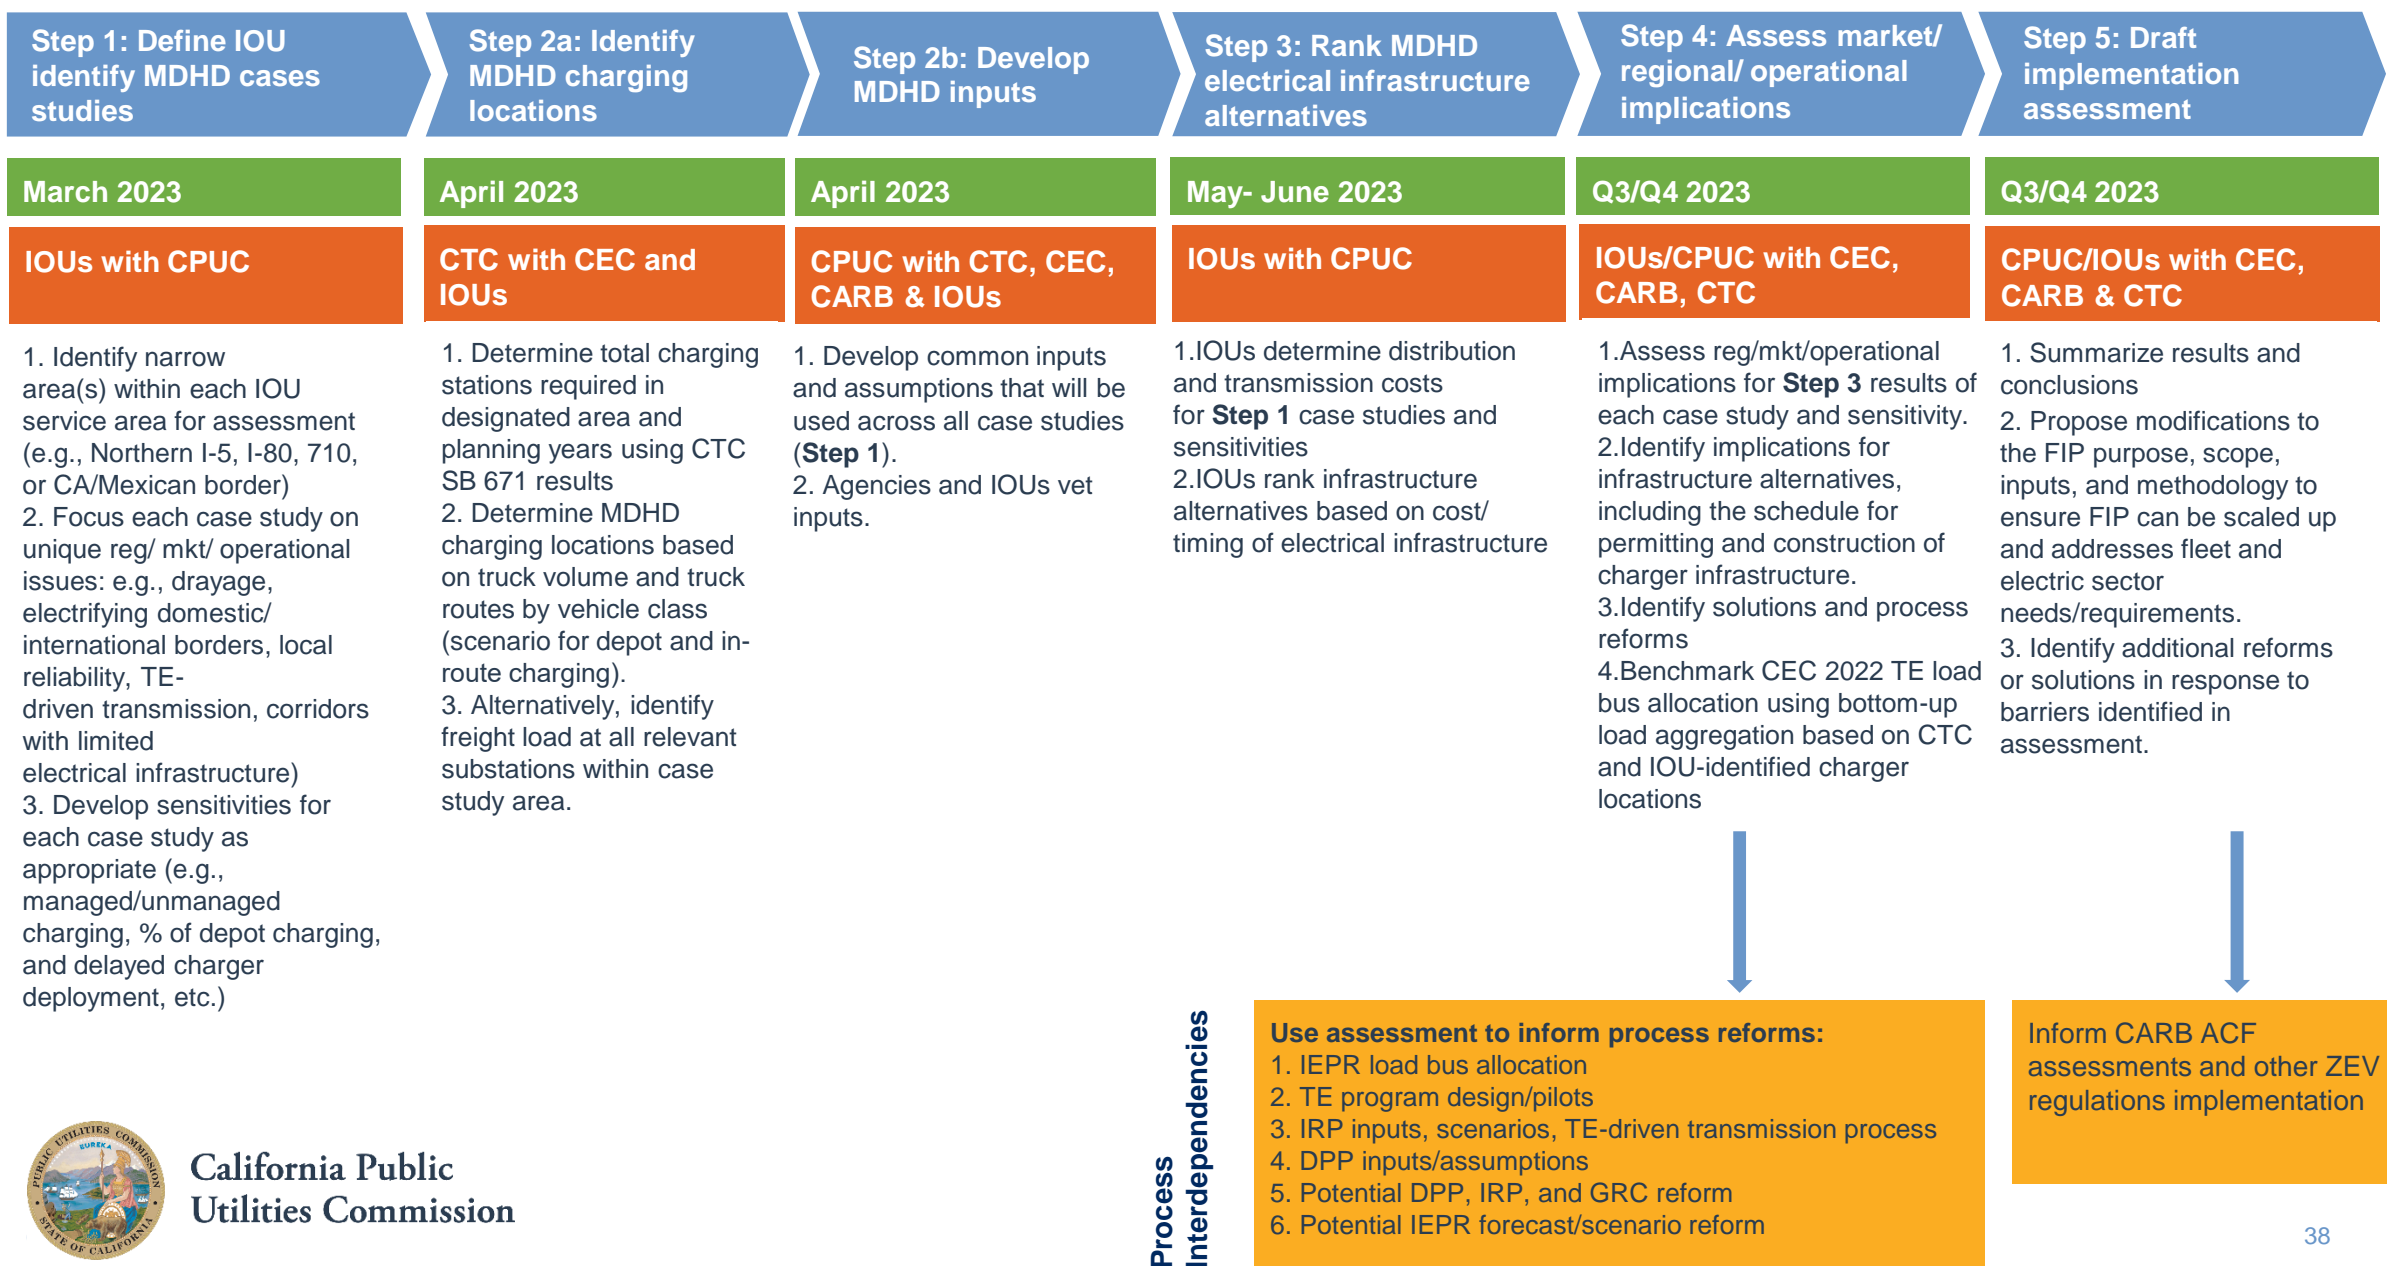 Step 1: Define IOU
identify MDHD cases
studies
Step 2a: Identify
MDHD charging
locations
Step 2b: Develop
MDHD inputs
Step 3: Rank MDHD
electrical infrastructure
alternatives
Step 4: Assess market/
regional/ operational
implications
Step 5: Draft
implementation
assessment
March 2023
April 2023
April 2023
May- June 2023
Q3/Q4 2023
Q3/Q4 2023
IOUs with CPUC
CTC with CEC and
IOUs
CPUC with CTC, CEC,
CARB & IOUs
IOUs with CPUC
IOUs/CPUC with CEC,
CARB, CTC
CPUC/IOUs with CEC,
CARB & CTC
1. Identify narrow
area(s) within each IOU
service area for assessment
(e.g., Northern I-5, I-80, 710,
or CA/Mexican border)
2. Focus each case study on
unique reg/ mkt/ operational
issues: e.g., drayage,
electrifying domestic/
international borders, local
reliability, TE-
driven transmission, corridors
with limited
electrical infrastructure)
3. Develop sensitivities for
each case study as
appropriate (e.g.,
managed/unmanaged
charging, % of depot charging,
and delayed charger
deployment, etc.)
1. Determine total charging
stations required in
designated area and
planning years using CTC
SB 671 results
2. Determine MDHD
charging locations based
on truck volume and truck
routes by vehicle class
(scenario for depot and in-
route charging).
3. Alternatively, identify
freight load at all relevant
substations within case
study area.
1. Develop common inputs
and assumptions that will be
used across all case studies
(Step 1).
2. Agencies and IOUs vet
inputs.
1.IOUs determine distribution
and transmission costs
for Step 1 case studies and
sensitivities
2.IOUs rank infrastructure
alternatives based on cost/
timing of electrical infrastructure
1.Assess reg/mkt/operational
implications for Step 3 results of
each case study and sensitivity.
2.Identify implications for
infrastructure alternatives,
including the schedule for
permitting and construction of
charger infrastructure.
3.Identify solutions and process
reforms
4.Benchmark CEC 2022 TE load
bus allocation using bottom-up
load aggregation based on CTC
and IOU-identified charger
locations
1. Summarize results and
conclusions
2. Propose modifications to
the FIP purpose, scope,
inputs, and methodology to
ensure FIP can be scaled up
and addresses fleet and
electric sector
needs/requirements.
3. Identify additional reforms
or solutions in response to
barriers identified in
assessment.
Process
Interdependencies
Use assessment to inform process reforms:
1. IEPR load bus allocation
2. TE program design/pilots
3. IRP inputs, scenarios, TE-driven transmission process
4. DPP inputs/assumptions
5. Potential DPP, IRP, and GRC reform
6. Potential IEPR forecast/scenario reform
Inform CARB ACF
assessments and other ZEV
regulations implementation
PUBLIC UTILITIES COMMISSION
EUREKA
STATE OF CALIFORNIA
California Public
Utilities Commission
38